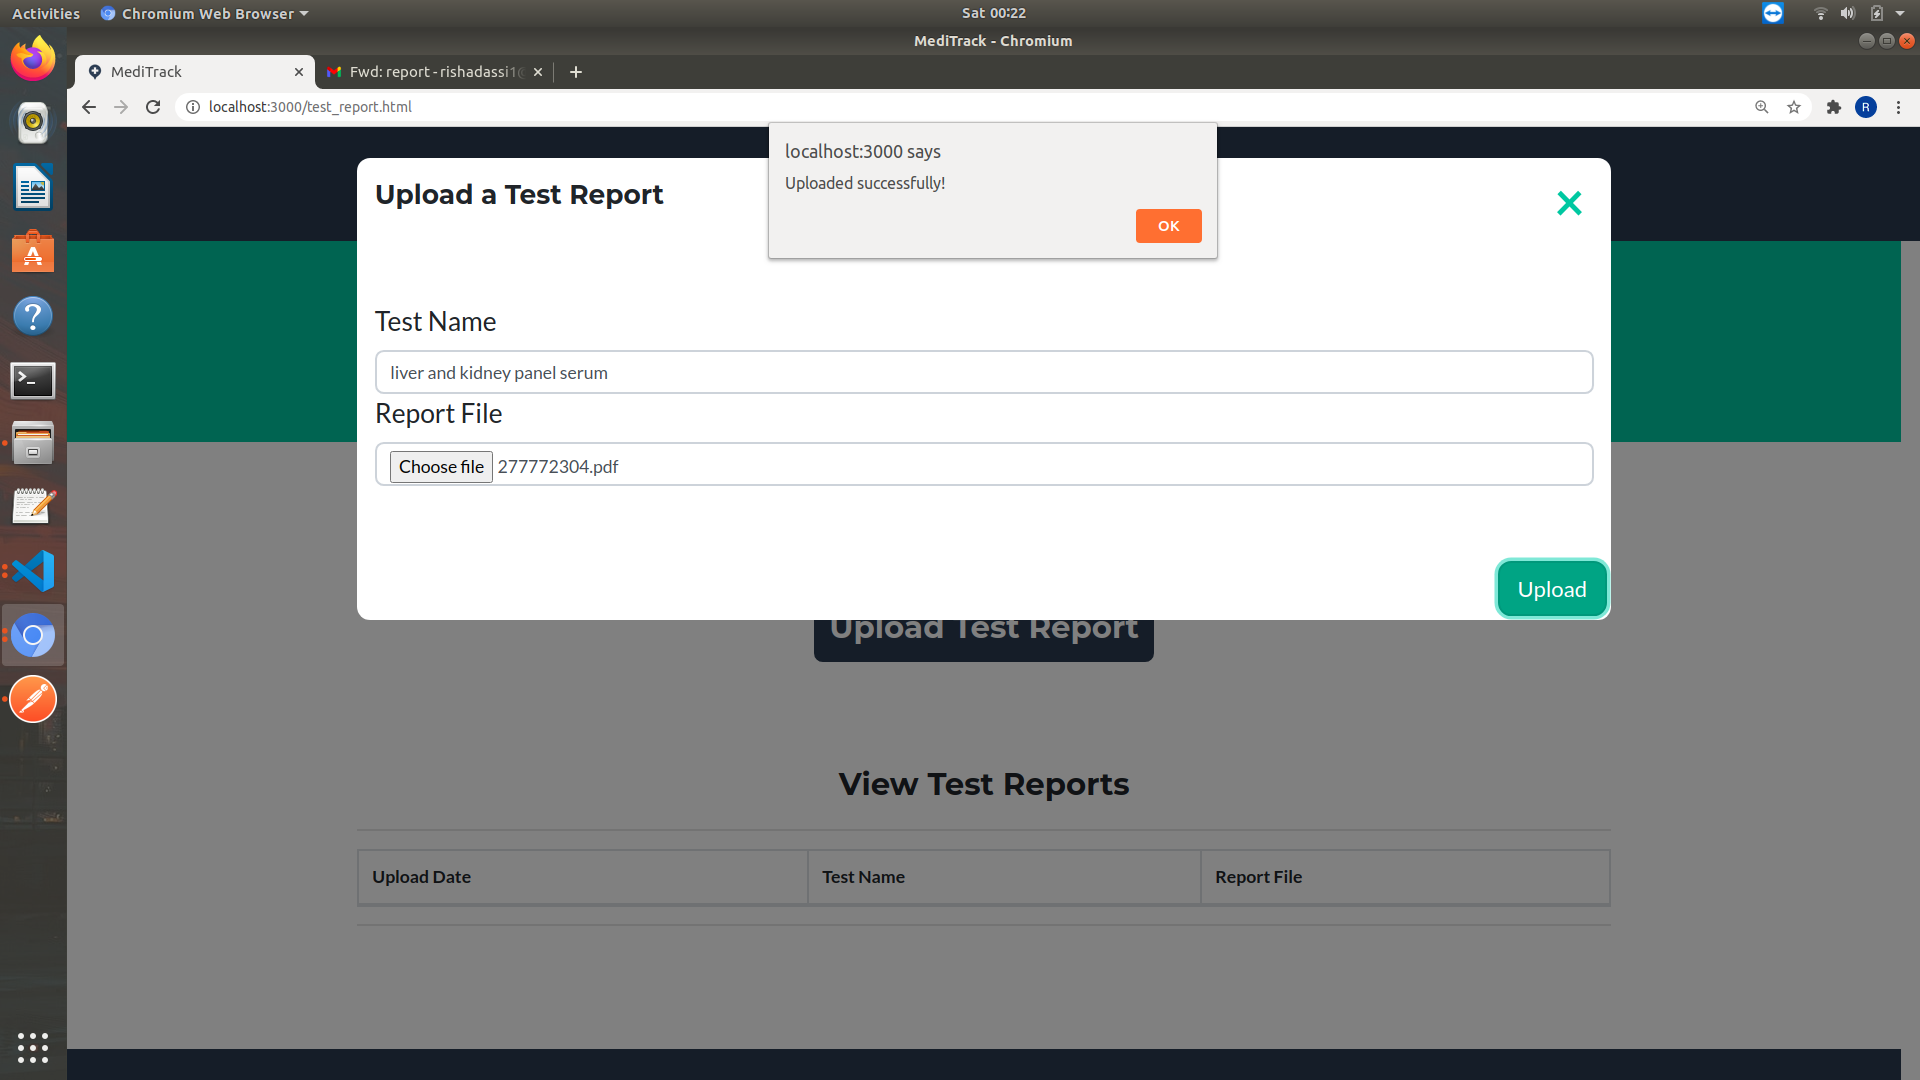 Activities
Chromium Web Browser
Sat 00:22
MediTrack - Chromium
MediTrack
Fwd: report - rishadassi1@
localhost:3000/test_report.html
R
localhost:3000 says
Uploaded successfully!
OK
Upload a Test Report
Test Name
liver and kidney panel serum
Report File
Choose file 277772304.pdf
Upload
Upload Test Report
View Test Reports
Upload Date
Test Name
Report File